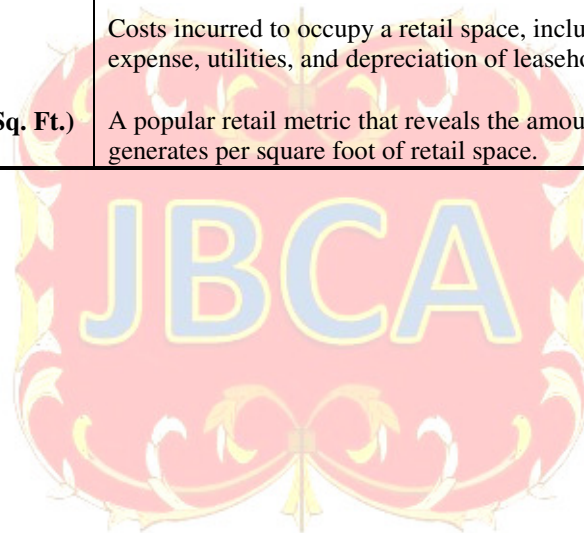 Costs incurred to occupy a retail space, inclu
expense, utilities, and depreciation of leaseho
Sq. Ft.) A popular retail metric that reveals the amou
generates per square foot of retail space.
JBCA